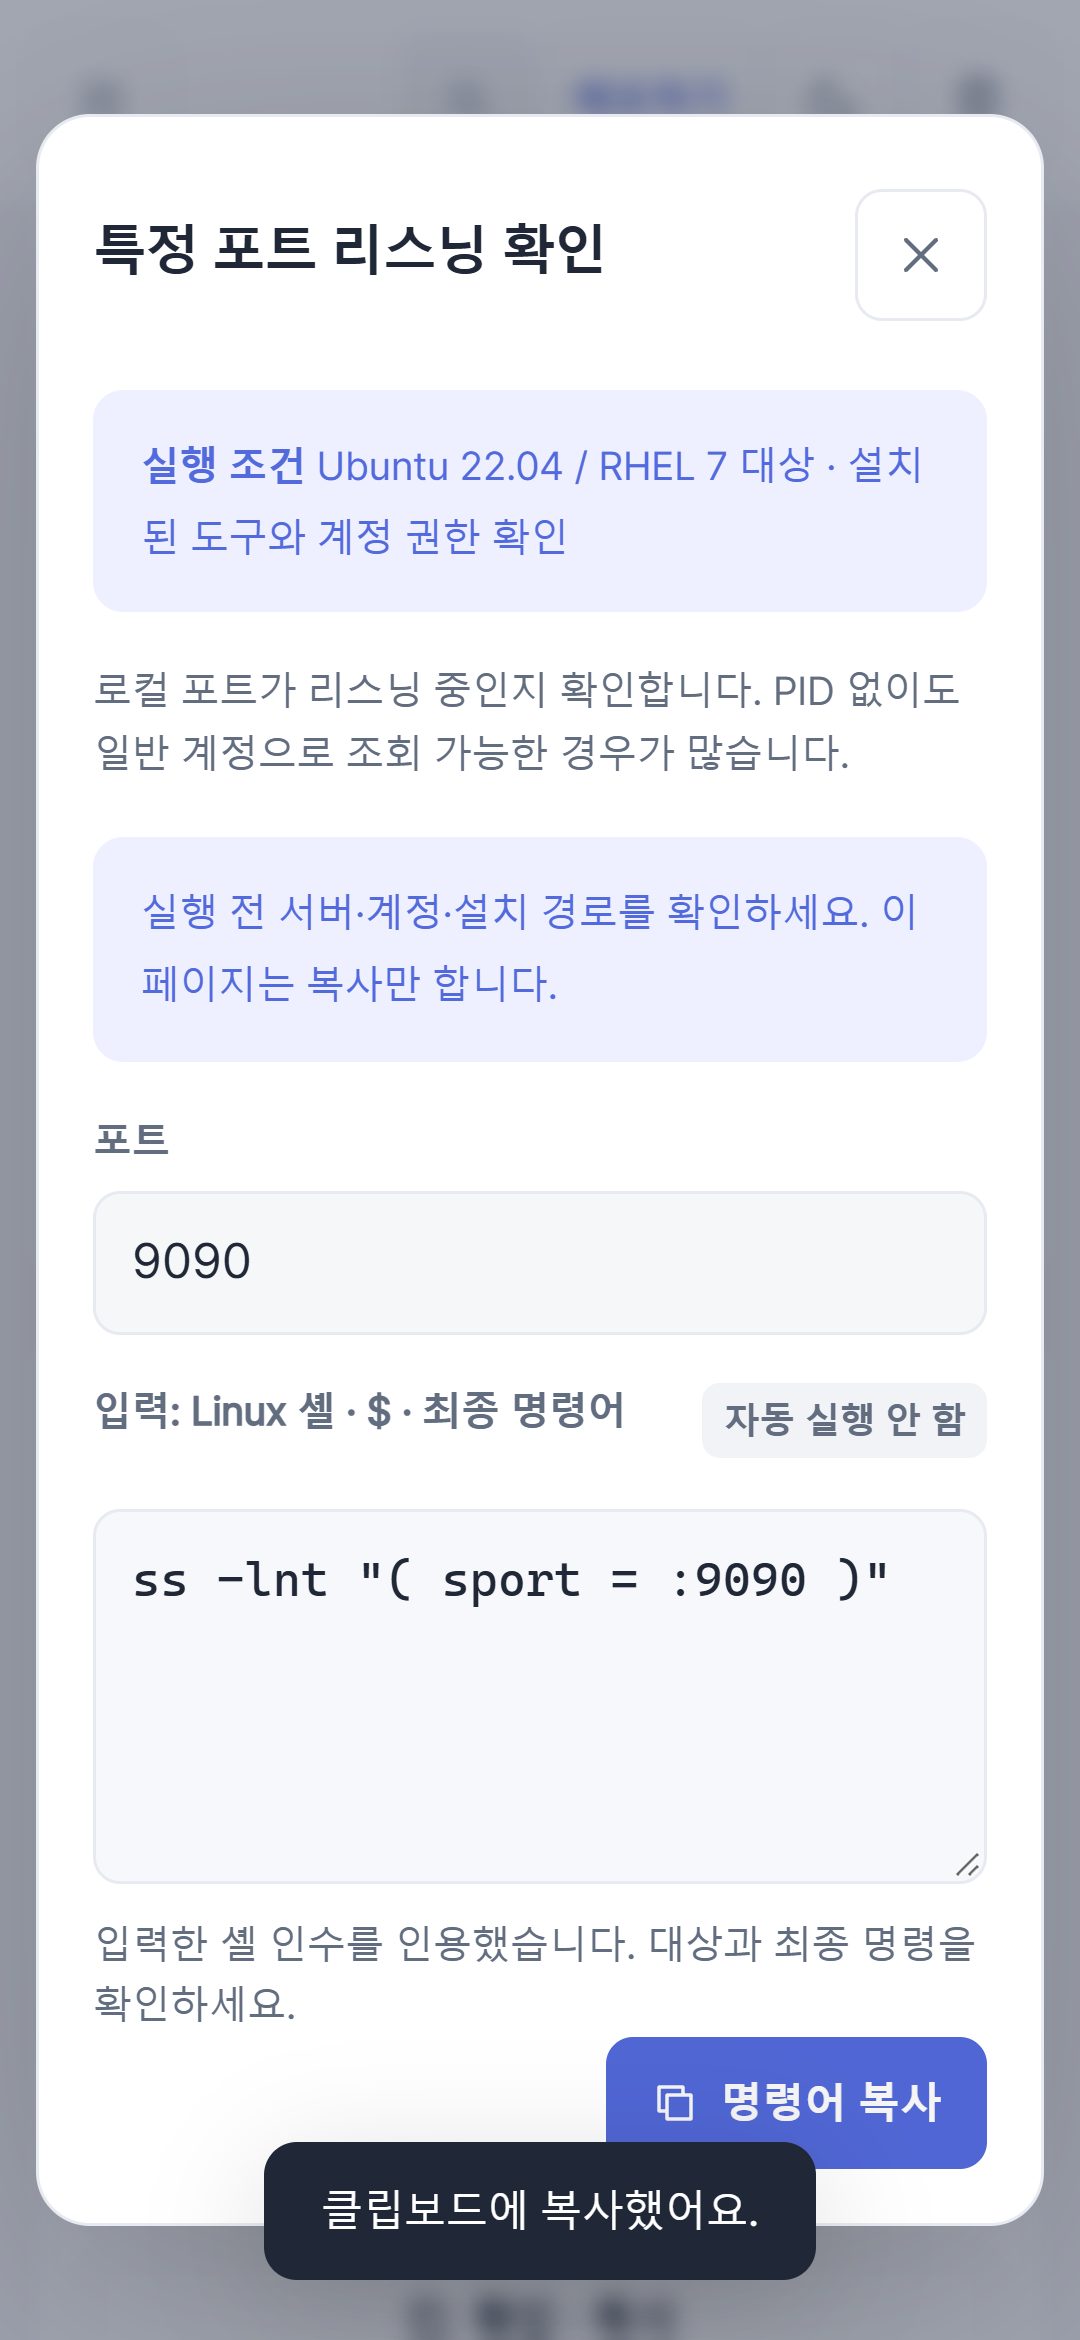 특정 포트 리스닝 확인
실행 조건 Ubuntu 22.04 / RHEL 7 대상 · 설치
된 도구와 계정 권한 확인
로컬 포트가 리스닝 중인지 확인합니다. PID 없이도
일반 계정으로 조회 가능한 경우가 많습니다.
실행 전 서버·계정·설치 경로를 확인하세요. 이
페이지는 복사만 합니다.
포트
9090
입력: Linux 셸 · $ · 최종 명령어
자동 실행 안 함
ss -lnt "( sport = :9090 )"
입력한 셸 인수를 인용했습니다. 대상과 최종 명령을
확인하세요.
명령어 복사
클립보드에 복사했어요.